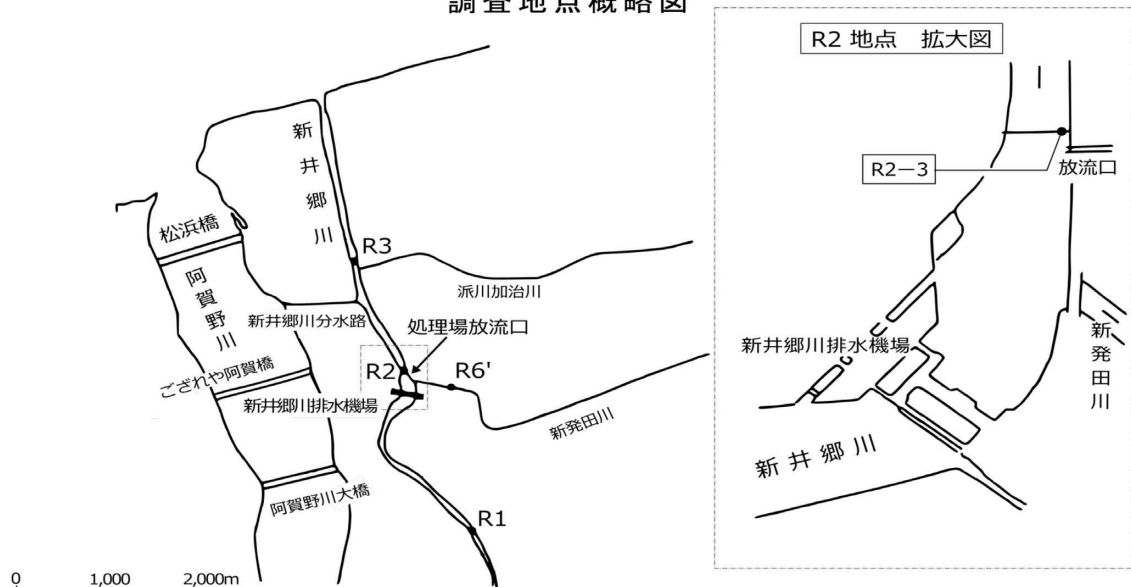 調査地点概略図
新井郷川
松浜橋
阿賀野川
R3
派川加治川
新井郷川分水路
処理場放流口
ござれや阿賀橋
R2
R6'
新井郷川排水機場
新発田川
阿賀野川大橋
R1
0 1,000 2,000m
R2 地点 拡大図
R2−3
放流口
新井郷川排水機場
新発田川
新井郷川